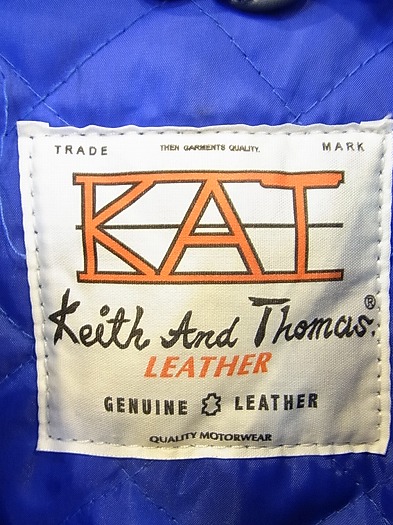 TRADE THEN GARMENTS QUALITY. MARK
KAT
Keith And Thomas. ®
LEATHER
GENUINE LEATHER
QUALITY MOTORWEAR